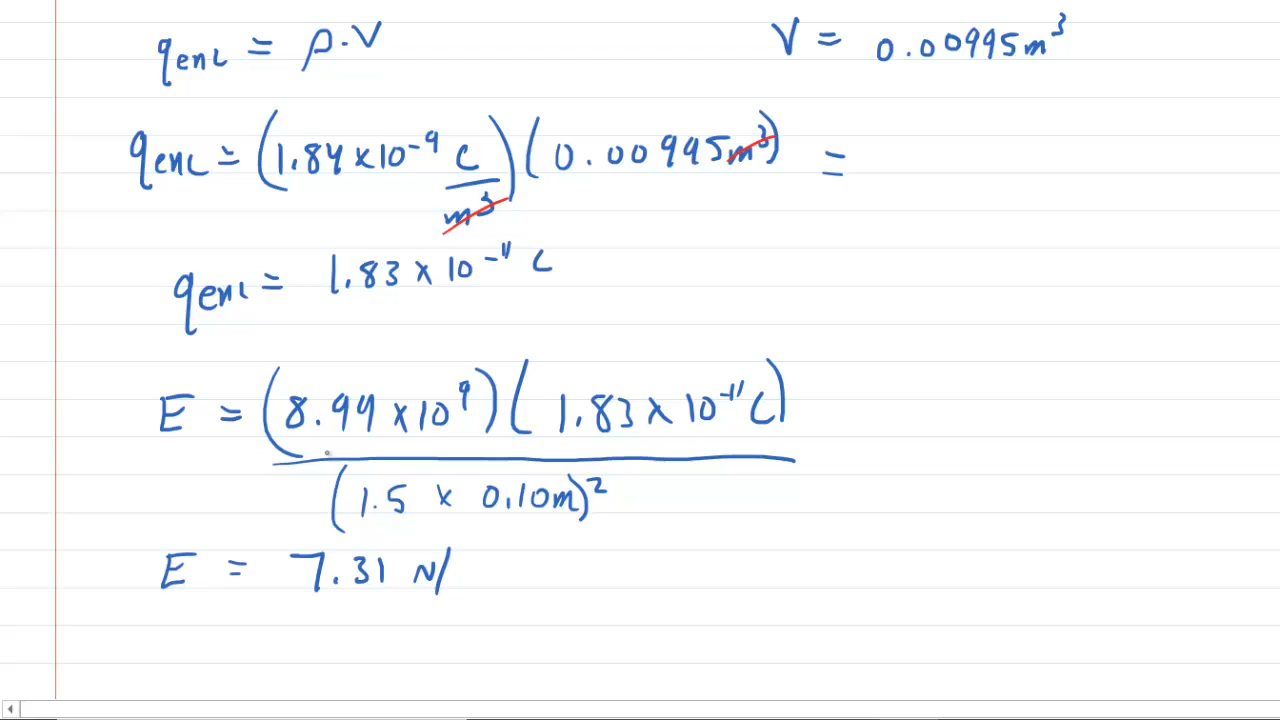 qenc = ρ·V
V = 0.00995m³
qenc = (1.84 x 10⁻⁹ C/m³)(0.00995m³) =
qenc = 1.83 x 10⁻¹¹ C
E = (8.99 x 10⁹)(1.83 x 10⁻¹¹ C)
(1.5 x 0.10m)²
E = 7.31 N/